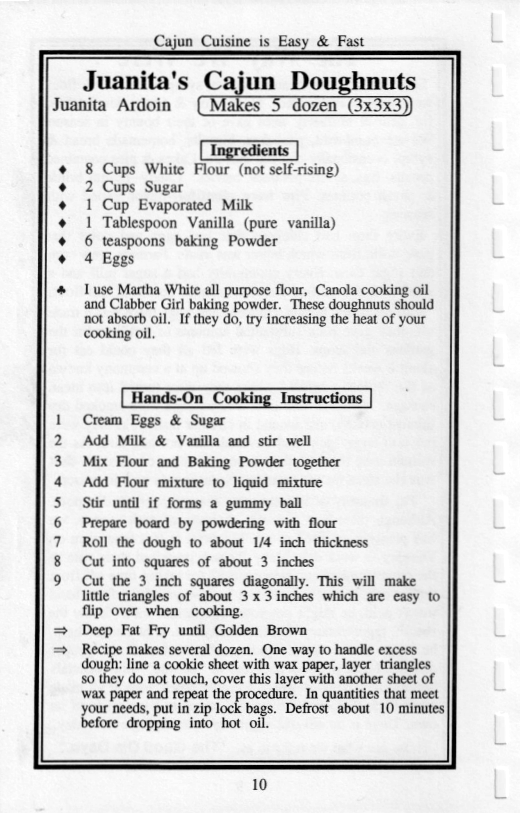 Cajun Cuisine is Easy & Fast
Juanita's Cajun Doughnuts
Juanita Ardoin Makes 5 dozen (3x3x3)
Ingredients
♦ 8 Cups White Flour (not self-rising)
♦ 2 Cups Sugar
♦ 1 Cup Evaporated Milk
♦ 1 Tablespoon Vanilla (pure vanilla)
♦ 6 teaspoons baking Powder
♦ 4 Eggs
♣ I use Martha White all purpose flour, Canola cooking oil
and Clabber Girl baking powder. These doughnuts should
not absorb oil. If they do, try increasing the heat of your
cooking oil.
Hands-On Cooking Instructions
1 Cream Eggs & Sugar
2 Add Milk & Vanilla and stir well
3 Mix Flour and Baking Powder together
4 Add Flour mixture to liquid mixture
5 Stir until if forms a gummy ball
6 Prepare board by powdering with flour
7 Roll the dough to about 1/4 inch thickness
8 Cut into squares of about 3 inches
9 Cut the 3 inch squares diagonally. This will make
little triangles of about 3 x 3 inches which are easy to
flip over when cooking.
⇒ Deep Fat Fry until Golden Brown
⇒ Recipe makes several dozen. One way to handle excess
dough: line a cookie sheet with wax paper, layer triangles
so they do not touch, cover this layer with another sheet of
wax paper and repeat the procedure. In quantities that meet
your needs, put in zip lock bags. Defrost about 10 minutes
before dropping into hot oil.
10